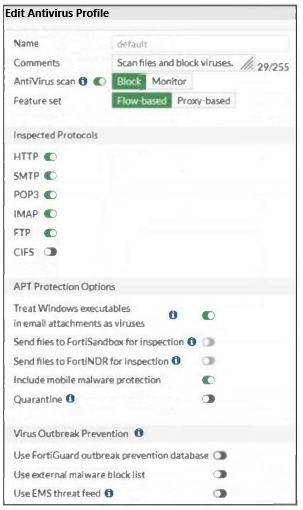 Edit Antivirus Profile
Name default
Comments Scan files and block viruses. 29/255
AntiVirus scan Block Monitor
Feature set Flow-based Proxy-based
Inspected Protocols
HTTP
SMTP
POP3
IMAP
FTP
CIFS
APT Protection Options
Treat Windows executables
in email attachments as viruses
Send files to FortiSandbox for inspection
Send files to FortiNDR for inspection
Include mobile malware protection
Quarantine
Virus Outbreak Prevention
Use FortiGuard outbreak prevention database
Use external malware block list
Use EMS threat feed